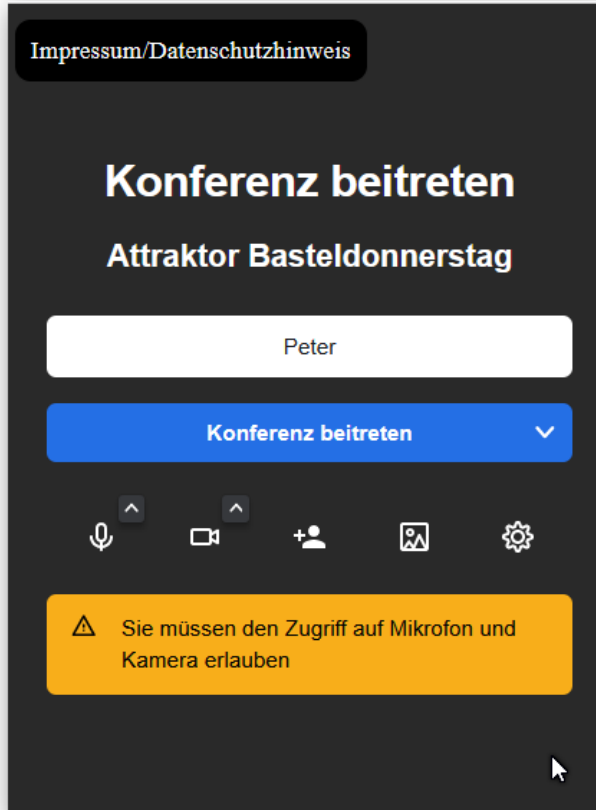 Impressum/Datenschutzhinweis
Konferenz beitreten
Attraktor Basteldonnerstag
Peter
Konferenz beitreten
Sie müssen den Zugriff auf Mikrofon und
Kamera erlauben